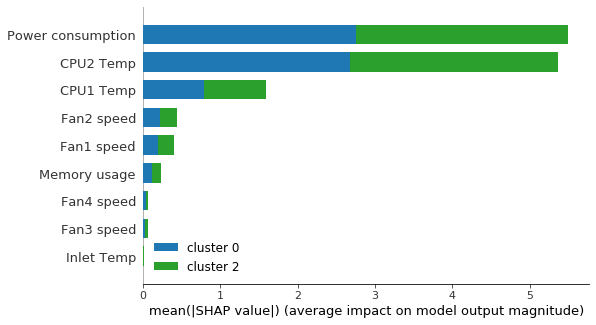 Power consumption
CPU2 Temp
CPU1 Temp
Fan2 speed
Fan1 speed
Memory usage
Fan4 speed
Fan3 speed
Inlet Temp
cluster 0
cluster 2
0 1 2 3 4 5
mean(|SHAP value|) (average impact on model output magnitude)